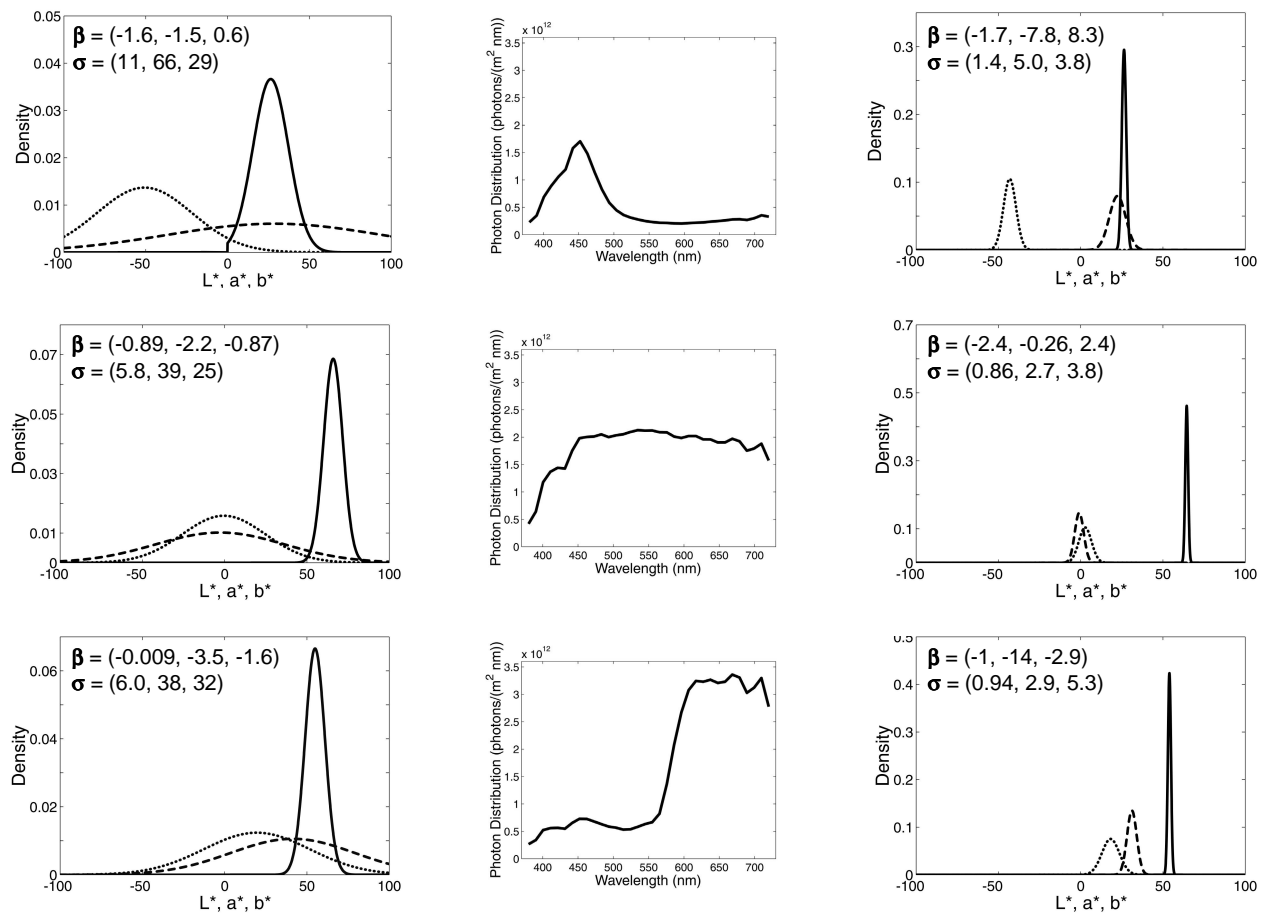 0.05
0.04
0.03
0.02
0.01
0
-100
-50
0
50
100
Density
L*, a*, b*
β = (-1.6, -1.5, 0.6)
σ = (11, 66, 29)
x 10^12
3.5
3
2.5
2
1.5
1
0.5
0
400 450 500 550 600 650 700
Photon Distribution (photons/(m² nm))
Wavelength (nm)
0.3
0.2
0.1
0
-100
-50
0
50
100
Density
L*, a*, b*
β = (-1.7, -7.8, 8.3)
σ = (1.4, 5.0, 3.8)
0.07
0.05
0.03
0.01
0
-100
-50
0
50
100
Density
L*, a*, b*
β = (-0.89, -2.2, -0.87)
σ = (5.8, 39, 25)
x 10^12
3.5
3
2.5
2
1.5
1
0.5
0
400 450 500 550 600 650 700
Photon Distribution (photons/(m² nm))
Wavelength (nm)
0.7
0.5
0.3
0.1
0
-100
-50
0
50
100
Density
L*, a*, b*
β = (-2.4, -0.26, 2.4)
σ = (0.86, 2.7, 3.8)
0.06
0.04
0.02
0
-100
-50
0
50
100
Density
L*, a*, b*
β = (-0.009, -3.5, -1.6)
σ = (6.0, 38, 32)
x 10^12
3.5
3
2.5
2
1.5
1
0.5
0
400 450 500 550 600 650 700
Photon Distribution (photons/(m² nm))
Wavelength (nm)
0.5
0.4
0.3
0.2
0.1
0
-100
-50
0
50
100
Density
L*, a*, b*
β = (-1, -14, -2.9)
σ = (0.94, 2.9, 5.3)